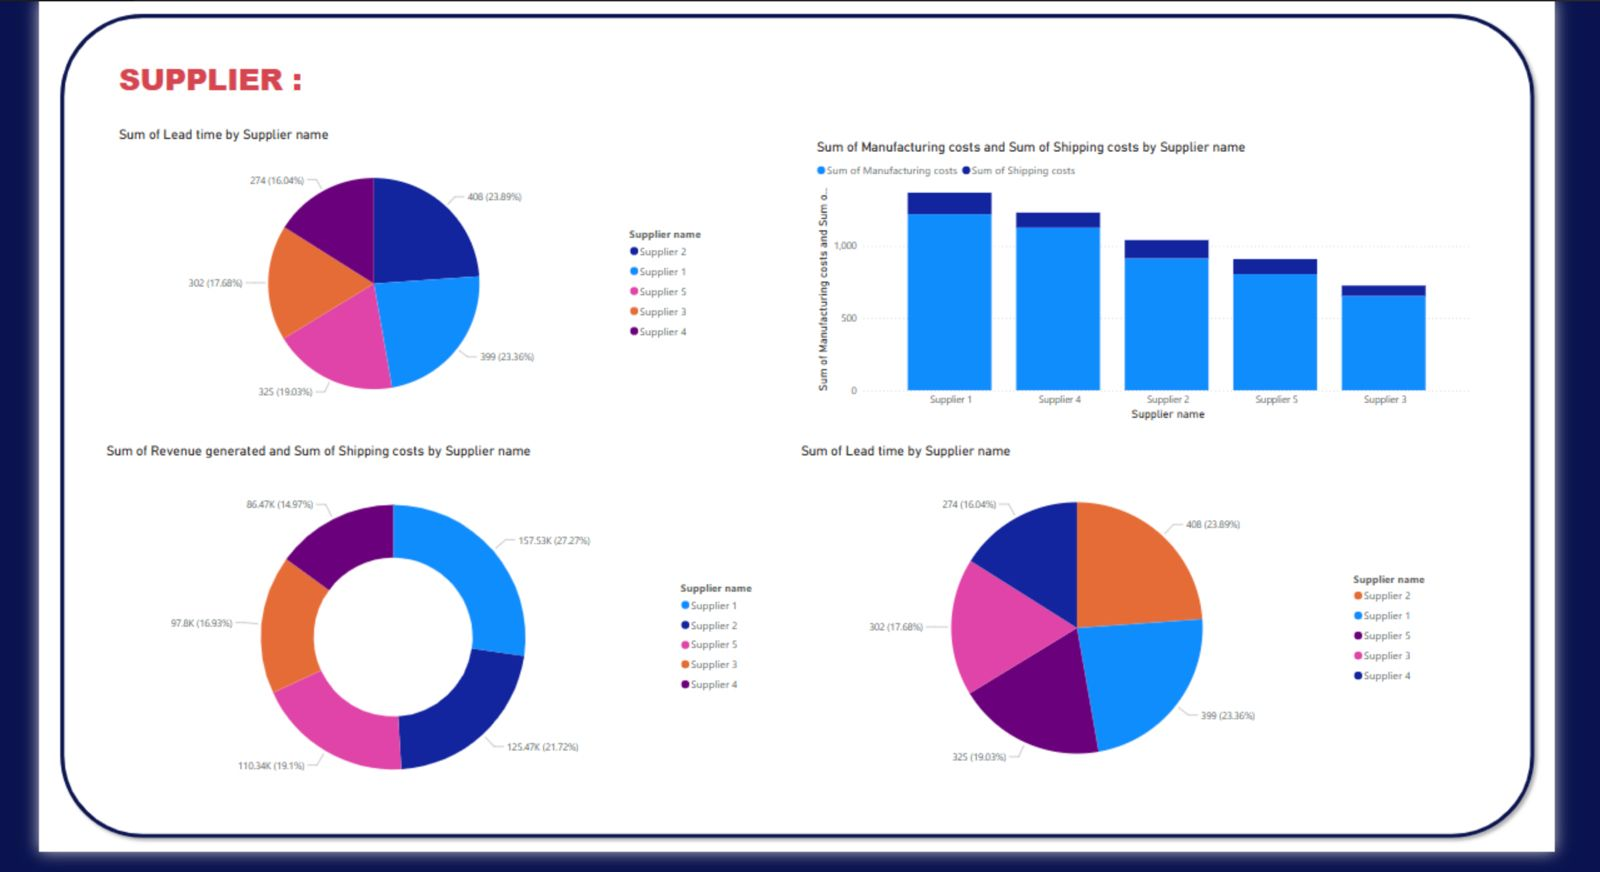 SUPPLIER :
Sum of Lead time by Supplier name
274 (16.04%)
408 (23.89%)
302 (17.68%)
399 (23.36%)
325 (19.03%)
Supplier name
Supplier 2
Supplier 1
Supplier 5
Supplier 3
Supplier 4
Sum of Manufacturing costs and Sum of Shipping costs by Supplier name
Sum of Manufacturing costs Sum of Shipping costs
Sum of Manufacturing costs and Sum o...
1,000
500
0
Supplier 1 Supplier 4 Supplier 2 Supplier 5 Supplier 3
Supplier name
Sum of Revenue generated and Sum of Shipping costs by Supplier name
86.47K (14.97%)
157.53K (27.27%)
97.8K (16.93%)
125.47K (21.72%)
110.34K (19.1%)
Supplier name
Supplier 1
Supplier 2
Supplier 5
Supplier 3
Supplier 4
Sum of Lead time by Supplier name
274 (16.04%)
408 (23.89%)
302 (17.68%)
399 (23.36%)
325 (19.03%)
Supplier name
Supplier 2
Supplier 1
Supplier 5
Supplier 3
Supplier 4